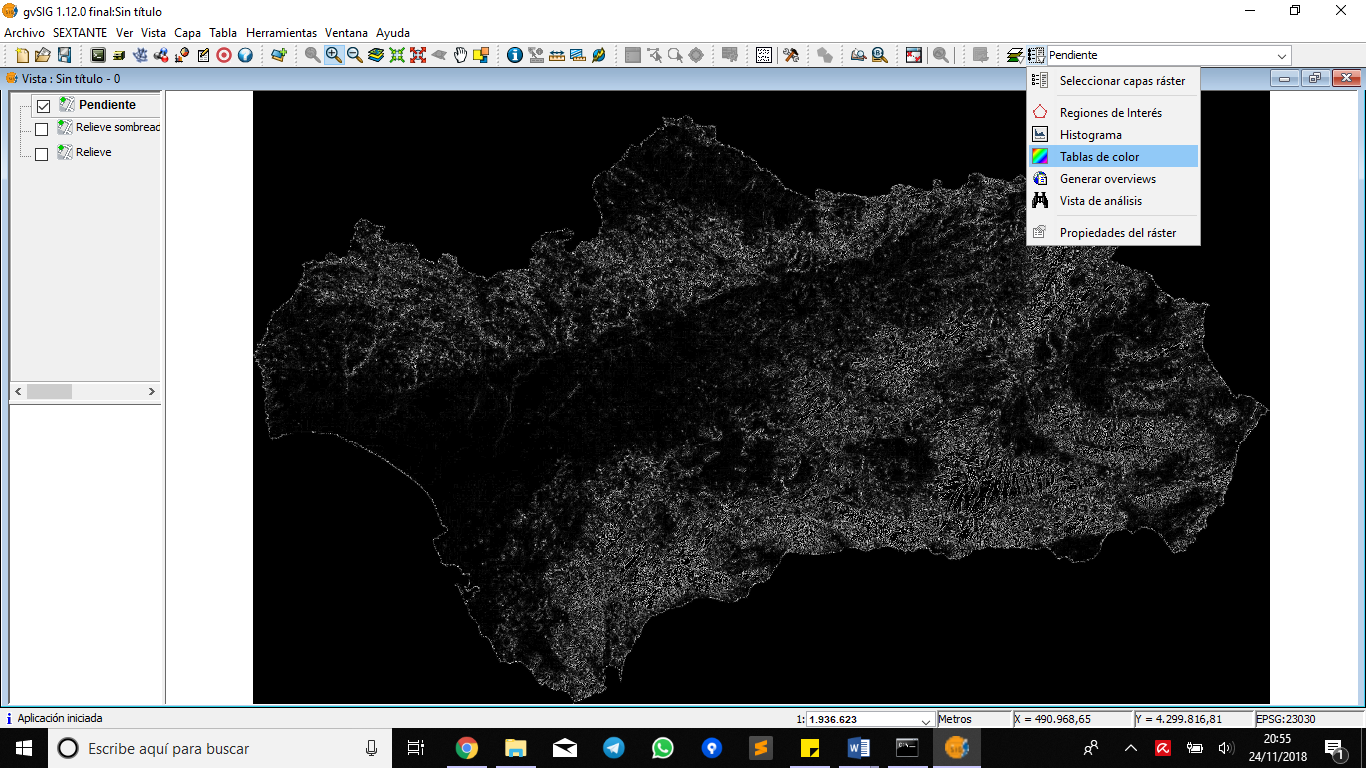 gvSIG 1.12.0 final:Sin título
Archivo SEXTANTE Ver Vista Capa Tabla Herramientas Ventana Ayuda
Pendiente
Vista : Sin título - 0
Seleccionar capas ráster
Regiones de Interés
Histograma
Tablas de color
Generar overviews
Vista de análisis
Propiedades del ráster
Pendiente
Relieve sombread
Relieve
Aplicación iniciada
1: 1.936.623
Metros
X = 490.968,65
Y = 4.299.816,81
EPSG:23030
Escribe aquí para buscar
20:55
24/11/2018
1